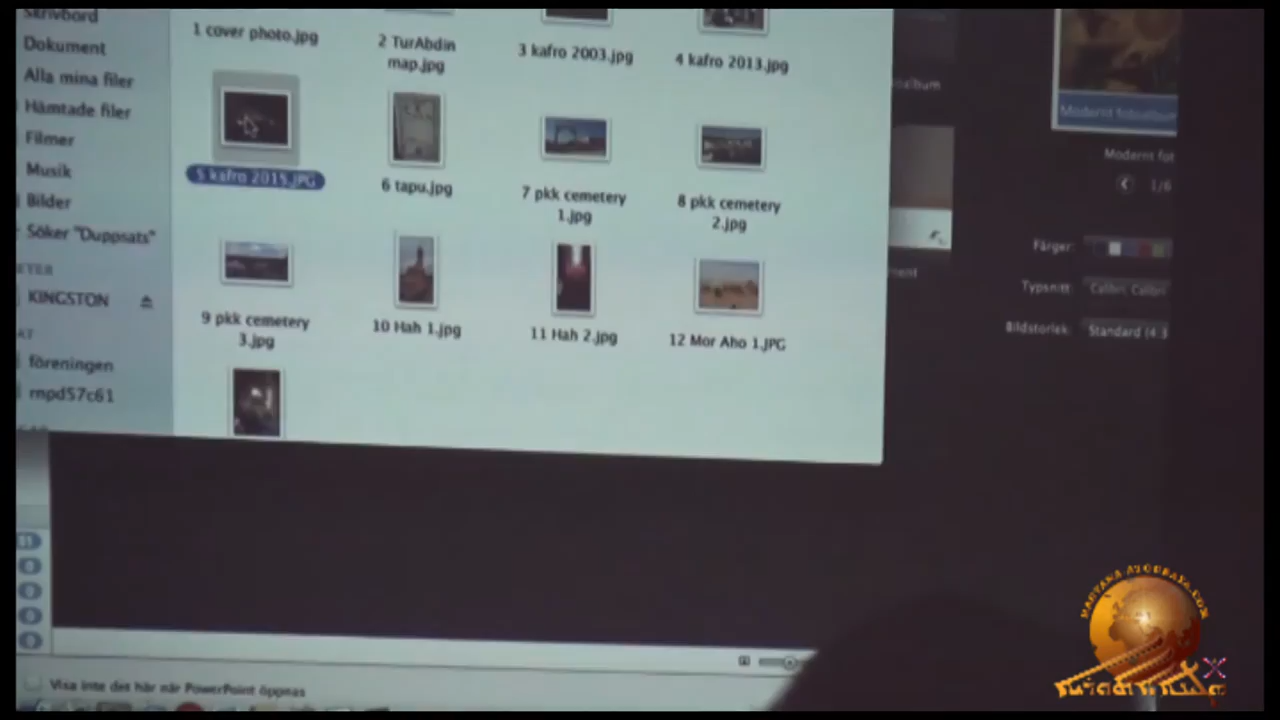 Skrivbord
Dokument
Alla mina filer
Hämtade filer
Filmer
Musik
Bilder
Söker "Duppsats"
KINGSTON
föreningen
mpd57c61
1 cover photo.jpg
2 TurAbdin
map.jpg
3 kafro 2003.jpg
4 kafro 2013.jpg
5 kafro 2015.JPG
6 tapu.jpg
7 pkk cemetery
1.jpg
8 pkk cemetery
2.jpg
9 pkk cemetery
3.jpg
10 Hah 1.jpg
11 Hah 2.jpg
12 Mor Aho 1.JPG
Modernt fotoalbum
Modernt fot
1/6
Färger:
Typsnitt:
Calibri, Calibri
Bildstorlek:
Standard (4:3
Visa inte det här när PowerPoint öppnas